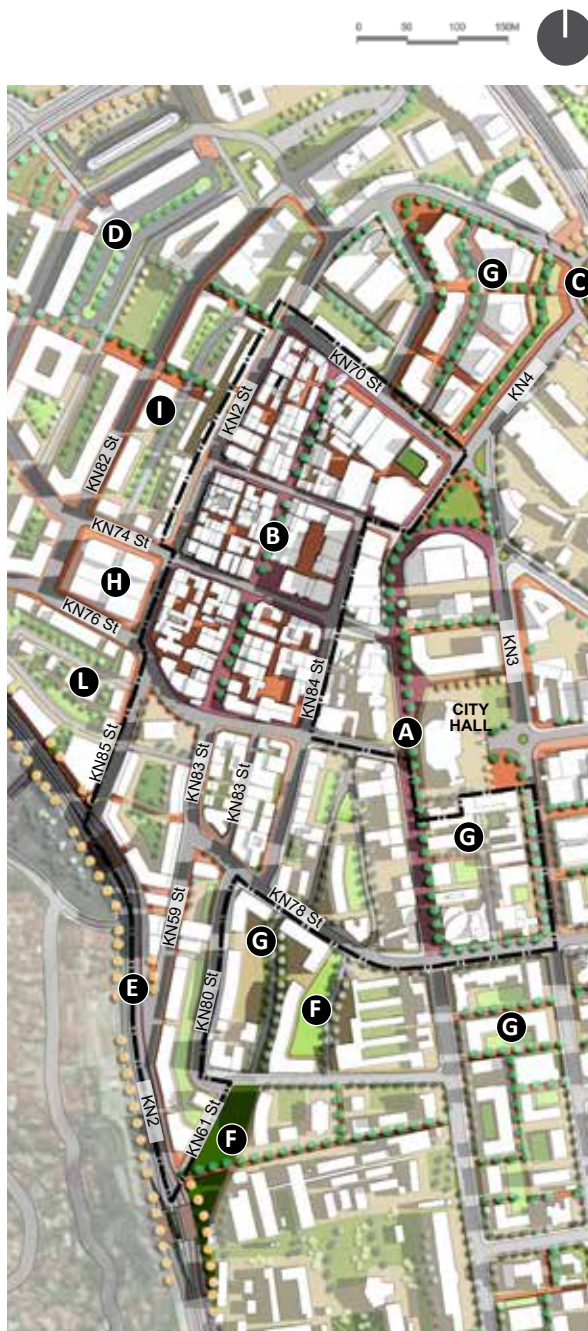 0 50 100 150M
D
G
C
KN70 St
KN4
I
KN2 St
KN82 St
B
KN74 St
H
KN76 St
KN3
L
KN84 St
CITY
HALL
A
KN85 St
KN83 St
KN83 St
G
KN78 St
KN59 St
G
E
KN80 St
F
G
KN2
KN61 St
F